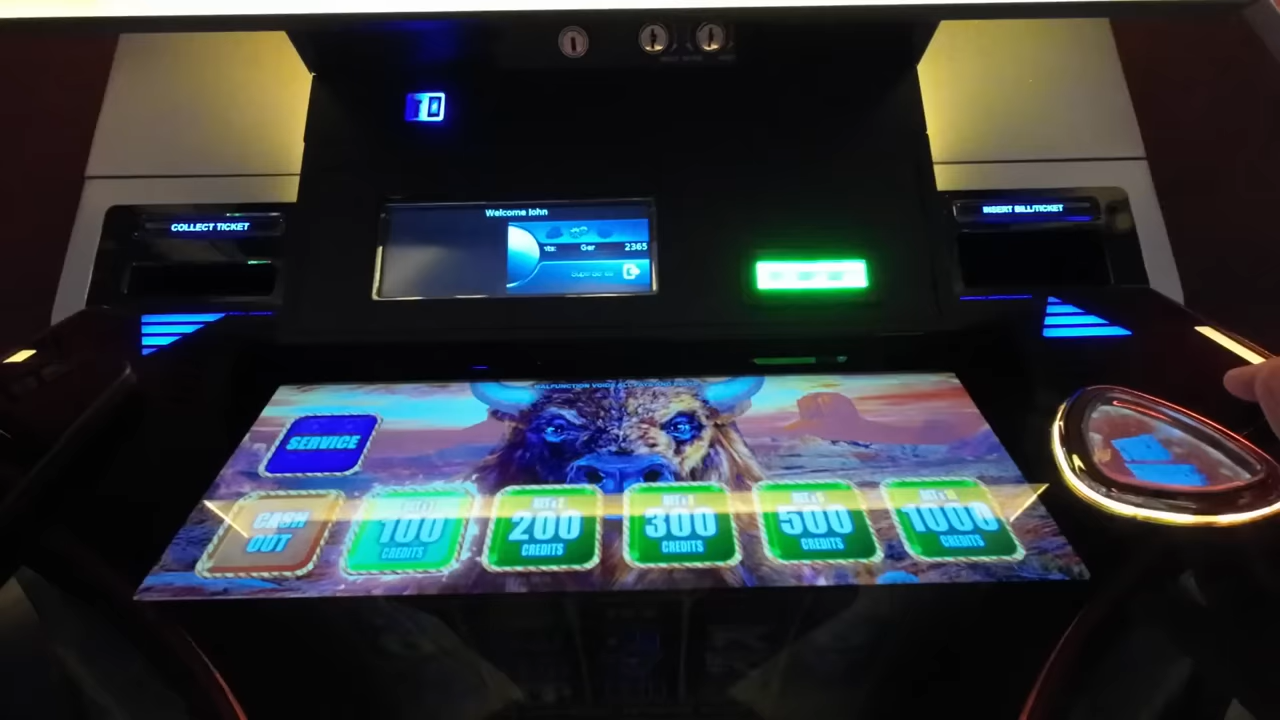 Welcome John
COLLECT TICKET
INSERT BILL/TICKET
Ger 2365
SERVICE
CASH
OUT
100
CREDITS
BET x 2
200
CREDITS
BET x 3
300
CREDITS
BET x 5
500
CREDITS
BET x 10
1000
CREDITS